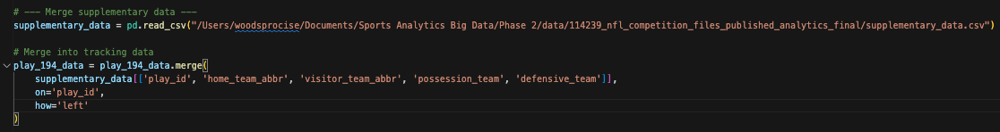 # --- Merge supplementary data ---
supplementary_data = pd.read_csv("/Users/woodsprocise/Documents/Sports Analytics Big Data/Phase 2/data/114239_nfl_competition_files_published_analytics_final/supplementary_data.csv")
# Merge into tracking data
play_194_data = play_194_data.merge(
    supplementary_data[['play_id', 'home_team_abbr', 'visitor_team_abbr', 'possession_team', 'defensive_team']],
    on='play_id',
    how='left'
)